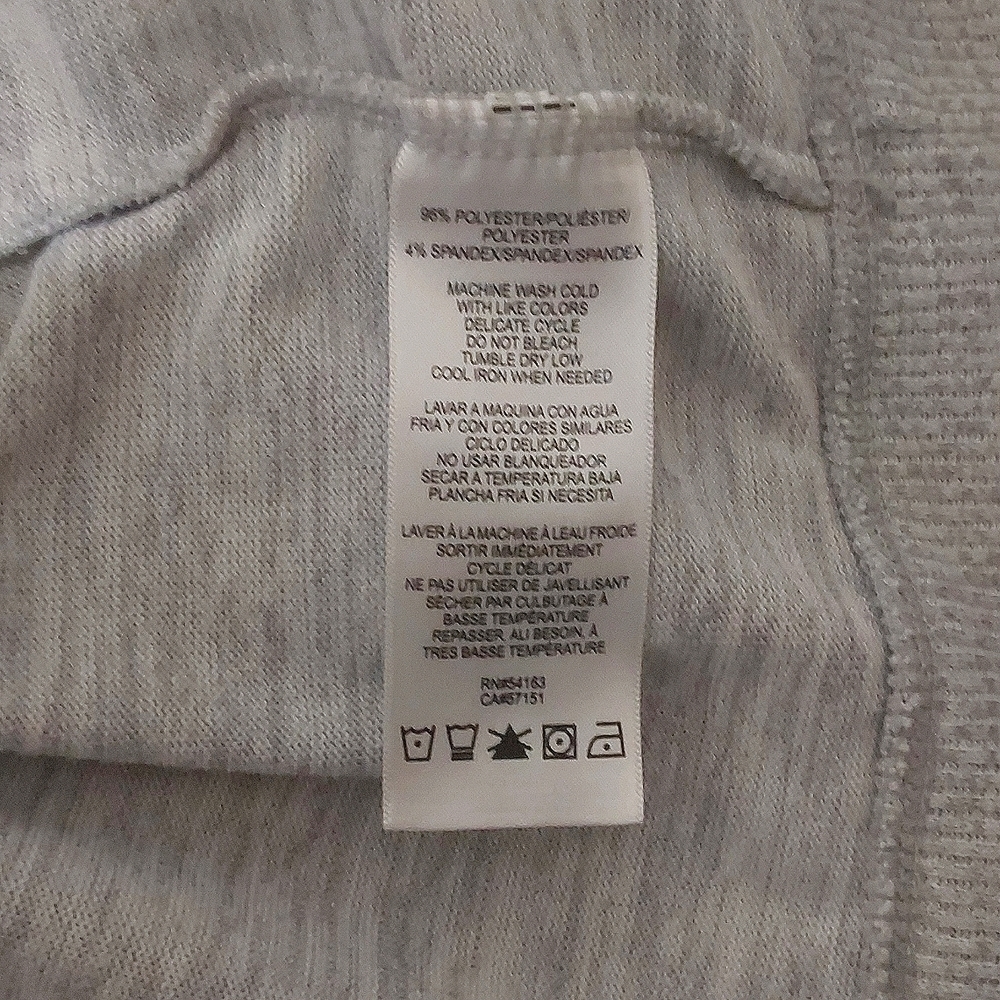 96% POLYESTER/POLIÉSTER/
POLYESTER
4% SPANDEX/SPANDEX/SPANDEX
MACHINE WASH COLD
WITH LIKE COLORS
DELICATE CYCLE
DO NOT BLEACH
TUMBLE DRY LOW
COOL IRON WHEN NEEDED
LAVAR A MAQUINA CON AGUA
FRIA Y CON COLORES SIMILARES
CICLO DELICADO
NO USAR BLANQUEADOR
SECAR A TEMPERATURA BAJA
PLANCHA FRIA SI NECESITA
LAVER À LA MACHINE À LEAU FROIDE
SORTIR IMMÉDIATEMENT
CYCLE DÉLICAT
NE PAS UTILISER DE JAVELLISANT
SÉCHER PAR CULBUTAGE À
BASSE TEMPÉRATURE
REPASSER, ALI BESOIN, À
TRES BASSE TEMPÉRATURE
RN#54163
CA#57151